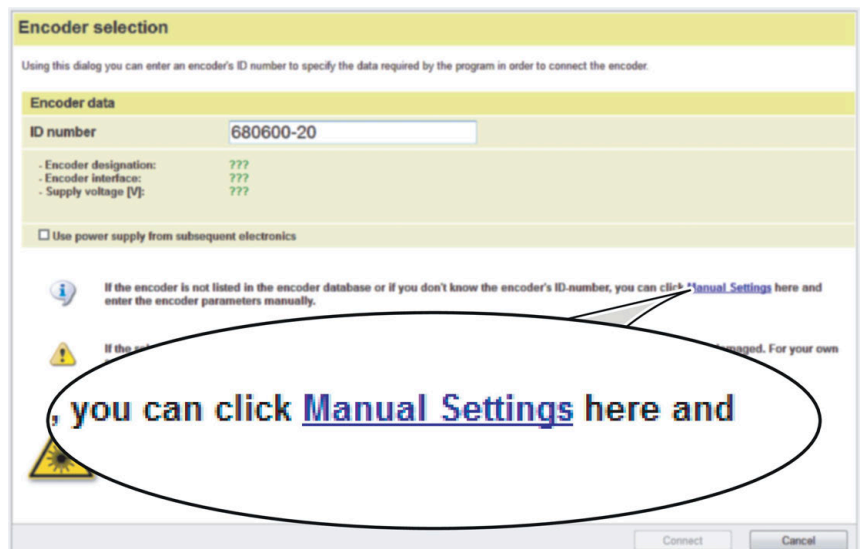 Encoder selection
Using this dialog you can enter an encoder's ID number to specify the data required by the program in order to connect the encoder.
Encoder data
ID number 680600-20
- Encoder designation: ???
- Encoder interface: ???
- Supply voltage [V]: ???
Use power supply from subsequent electronics
If the encoder is not listed in the encoder database or if you don't know the encoder's ID-number, you can click Manual Settings here and
enter the encoder parameters manually.
If the damaged. For your own
, you can click Manual Settings here and
Connect Cancel